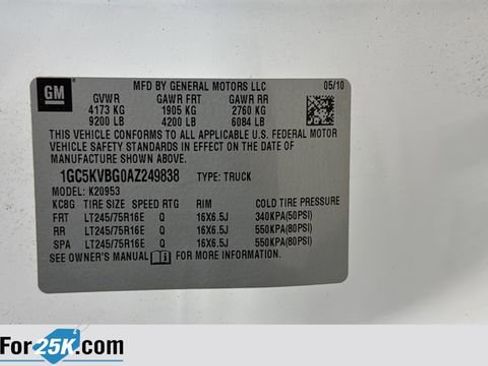 GM
MFD BY GENERAL MOTORS LLC 05/10
GVWR GAWR FRT GAWR RR
4173 KG 1905 KG 2760 KG
9200 LB 4200 LB 6084 LB
THIS VEHICLE CONFORMS TO ALL APPLICABLE U.S. FEDERAL MOTOR
VEHICLE SAFETY STANDARDS IN EFFECT ON THE DATE OF
MANUFACTURE SHOWN ABOVE.
1GC5KVBG0AZ249838 TYPE: TRUCK
MODEL: K20953
KC8G TIRE SIZE SPEED RTG RIM COLD TIRE PRESSURE
FRT LT245/75R16E Q 16X6.5J 340KPA(50PSI)
RR LT245/75R16E Q 16X6.5J 550KPA(80PSI)
SPA LT245/75R16E Q 16X6.5J 550KPA(80PSI)
SEE OWNER'S MANUAL FOR MORE INFORMATION.
For25K.com